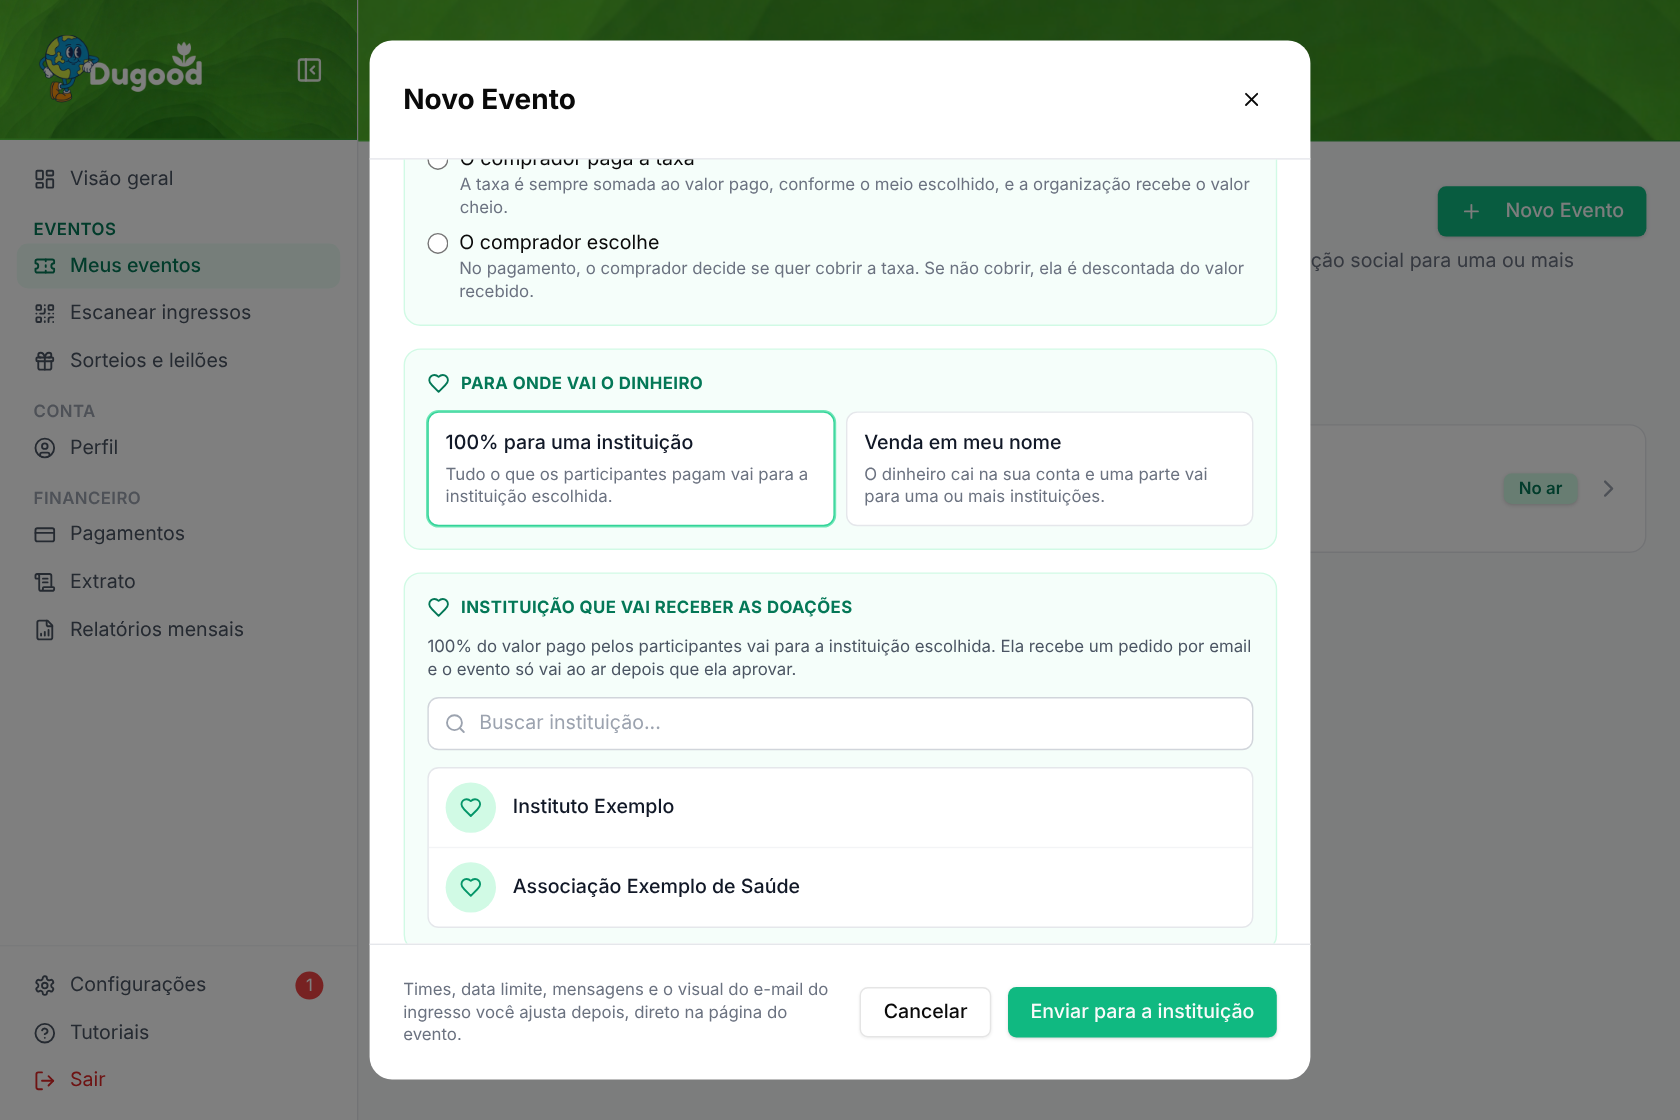 Dugood
Visão geral
EVENTOS
Meus eventos
Escanear ingressos
Sorteios e leilões
CONTA
Perfil
FINANCEIRO
Pagamentos
Extrato
Relatórios mensais
Configurações
1
Tutoriais
Sair
Novo Evento
ção social para uma ou mais
No ar
Novo Evento
O comprador paga a taxa
A taxa é sempre somada ao valor pago, conforme o meio escolhido, e a organização recebe o valor
cheio.
O comprador escolhe
No pagamento, o comprador decide se quer cobrir a taxa. Se não cobrir, ela é descontada do valor
recebido.
PARA ONDE VAI O DINHEIRO
100% para uma instituição
Tudo o que os participantes pagam vai para a
instituição escolhida.
Venda em meu nome
O dinheiro cai na sua conta e uma parte vai
para uma ou mais instituições.
INSTITUIÇÃO QUE VAI RECEBER AS DOAÇÕES
100% do valor pago pelos participantes vai para a instituição escolhida. Ela recebe um pedido por email
e o evento só vai ao ar depois que ela aprovar.
Buscar instituição...
Instituto Exemplo
Associação Exemplo de Saúde
Times, data limite, mensagens e o visual do e-mail do
ingresso você ajusta depois, direto na página do
evento.
Cancelar
Enviar para a instituição